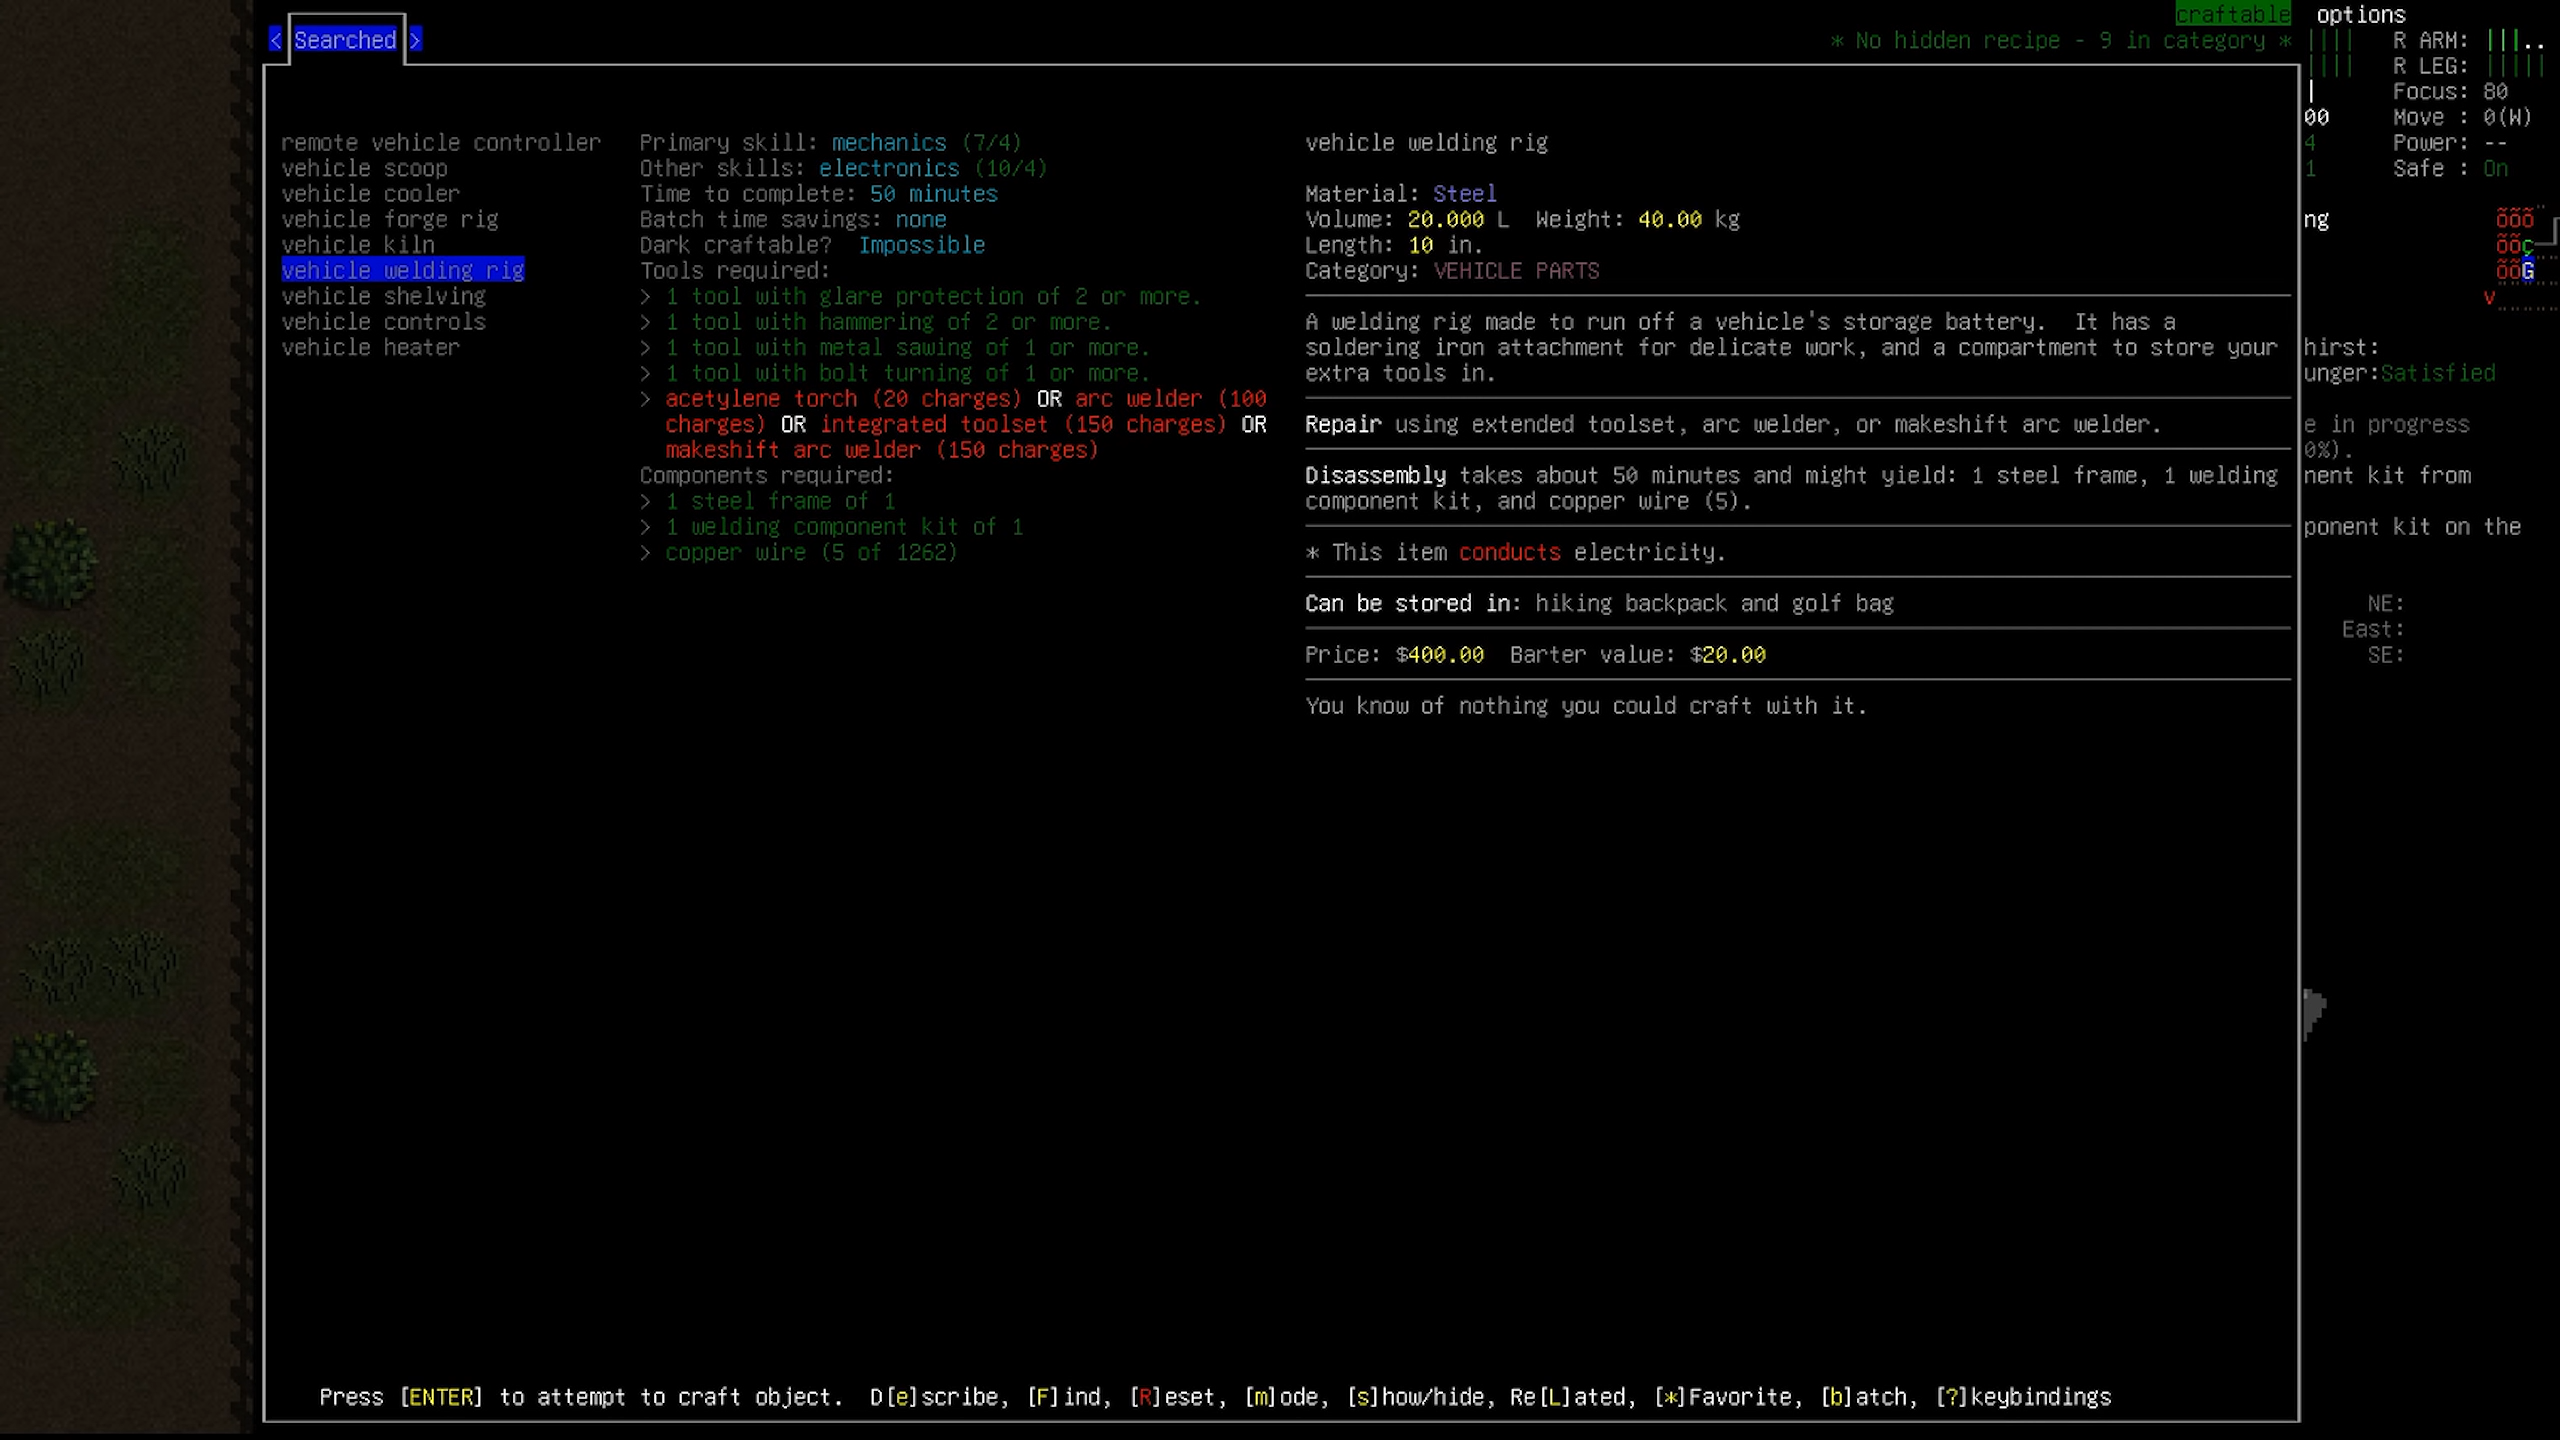 craftable options
< Searched >
* No hidden recipe - 9 in category *
R ARM: |||..
R LEG: |||||
Focus: 80
00 Move : 0(W)
4 Power: --
1 Safe : On
remote vehicle controller
vehicle scoop
vehicle cooler
vehicle forge rig
vehicle kiln
vehicle welding rig
vehicle shelving
vehicle controls
vehicle heater
Primary skill: mechanics (7/4)
Other skills: electronics (10/4)
Time to complete: 50 minutes
Batch time savings: none
Dark craftable? Impossible
Tools required:
> 1 tool with glare protection of 2 or more.
> 1 tool with hammering of 2 or more.
> 1 tool with metal sawing of 1 or more.
> 1 tool with bolt turning of 1 or more.
> acetylene torch (20 charges) OR arc welder (100
charges) OR integrated toolset (150 charges) OR
makeshift arc welder (150 charges)
Components required:
> 1 steel frame of 1
> 1 welding component kit of 1
> copper wire (5 of 1262)
vehicle welding rig
Material: Steel
Volume: 20.000 L Weight: 40.00 kg
Length: 10 in.
Category: VEHICLE PARTS
A welding rig made to run off a vehicle's storage battery. It has a
soldering iron attachment for delicate work, and a compartment to store your
extra tools in.
Repair using extended toolset, arc welder, or makeshift arc welder.
Disassembly takes about 50 minutes and might yield: 1 steel frame, 1 welding
component kit, and copper wire (5).
* This item conducts electricity.
Can be stored in: hiking backpack and golf bag
Price: $400.00 Barter value: $20.00
You know of nothing you could craft with it.
ng
õõõ
õõç
õõG
v
hirst:
unger:Satisfied
e in progress
0%).
nent kit from
ponent kit on the
NE:
East:
SE:
Press [ENTER] to attempt to craft object. D[e]scribe, [F]ind, [R]eset, [m]ode, [s]how/hide, Re[L]ated, [*]Favorite, [b]atch, [?]keybindings